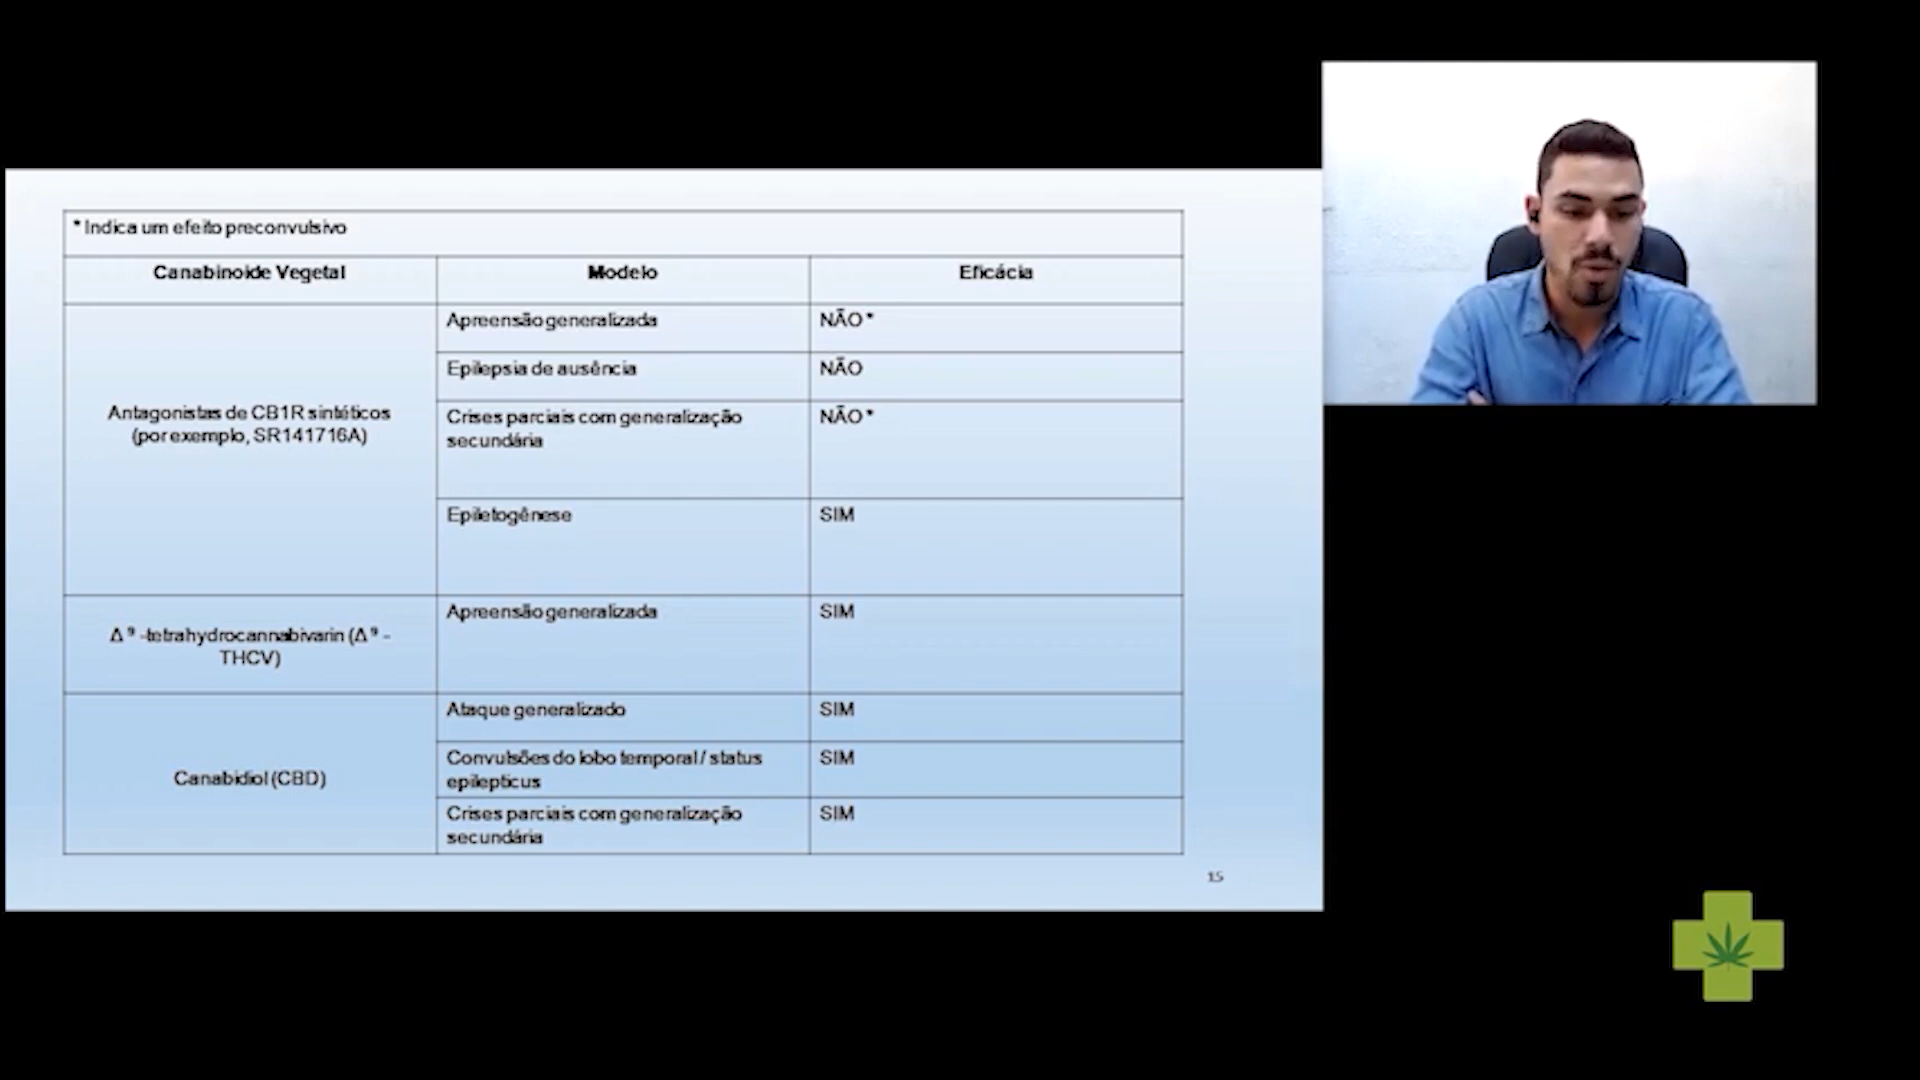 * Indica um efeito preconvulsivo
Canabinoide Vegetal
Modelo
Eficácia
Antagonistas de CB1R sintéticos
(por exemplo, SR141716A)
Apreensão generalizada
NÃO *
Epilepsia de ausência
NÃO
Crises parciais com generalização
secundária
NÃO *
Epiletogênese
SIM
Δ ⁹ -tetrahydrocannabivarin (Δ ⁹ -
THCV)
Apreensão generalizada
SIM
Canabidiol (CBD)
Ataque generalizado
SIM
Convulsões do lobo temporal / status
epilepticus
SIM
Crises parciais com generalização
secundária
SIM
15